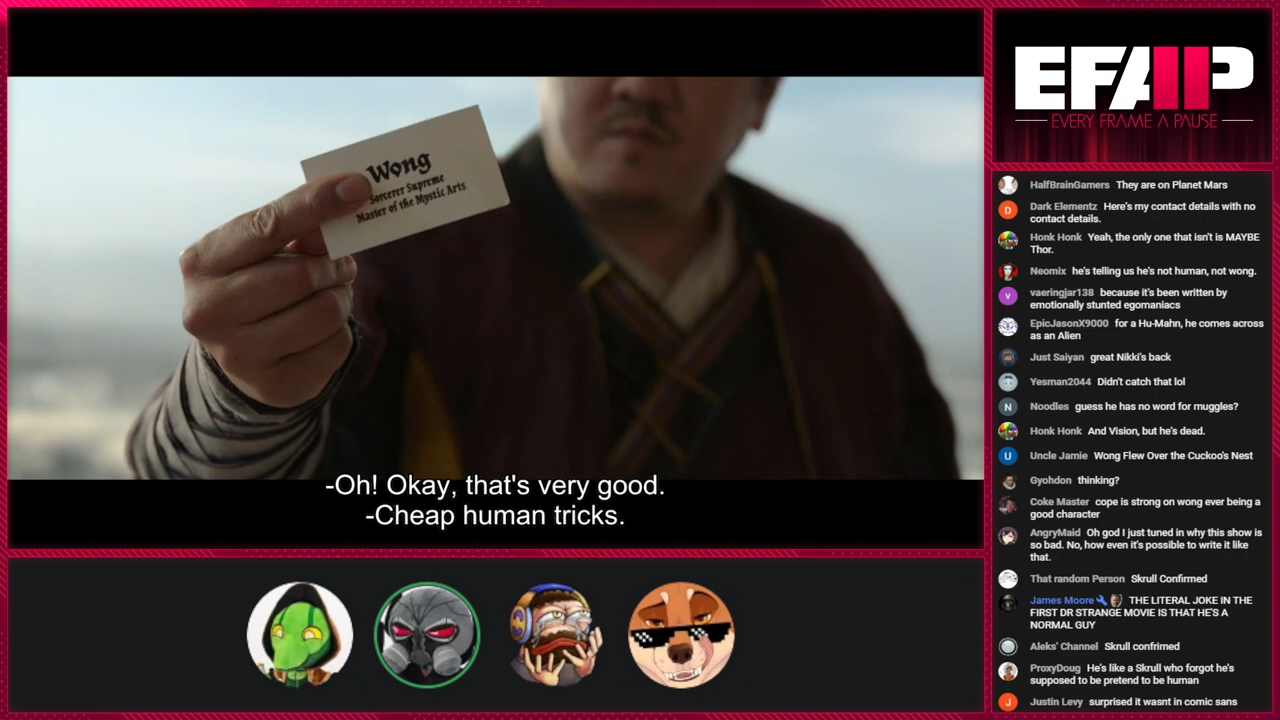 Wong
Sorcerer Supreme
Master of the Mystic Arts
-Oh! Okay, that's very good.
-Cheap human tricks.
EFAP
EVERY FRAME A PAUSE
HalfBrainGamers They are on Planet Mars
D
Dark Elementz Here's my contact details with no
contact details.
Honk Honk Yeah, the only one that isn't is MAYBE
Thor.
Neomix he's telling us he's not human, not wong.
v
vaeringjar138 because it's been written by
emotionally stunted egomaniacs
EpicJasonX9000 for a Hu-Mahn, he comes across
as an Alien
Just Saiyan great Nikki's back
Yesman2044 Didn't catch that lol
N
Noodles guess he has no word for muggles?
Honk Honk And Vision, but he's dead.
U
Uncle Jamie Wong Flew Over the Cuckoo's Nest
Gyohdon thinking?
Coke Master cope is strong on wong ever being a
good character
AngryMaid Oh god I just tuned in why this show is
so bad. No, how even it's possible to write it like
that.
That random Person Skrull Confirmed
James Moore THE LITERAL JOKE IN THE
FIRST DR STRANGE MOVIE IS THAT HE'S A
NORMAL GUY
Aleks' Channel Skrull confrimed
ProxyDoug He's like a Skrull who forgot he's
supposed to be pretend to be human
J
Justin Levy surprised it wasnt in comic sans